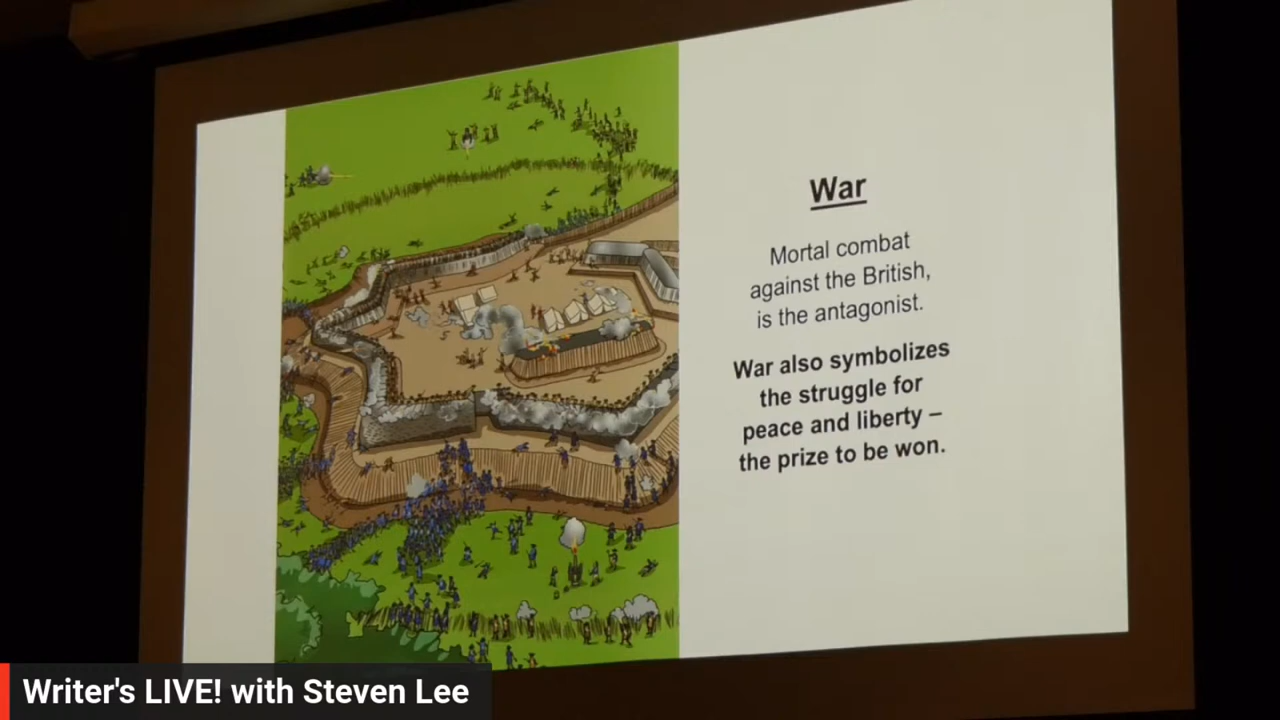 War
Mortal combat
against the British,
is the antagonist.
War also symbolizes
the struggle for
peace and liberty –
the prize to be won.
Writer's LIVE! with Steven Lee